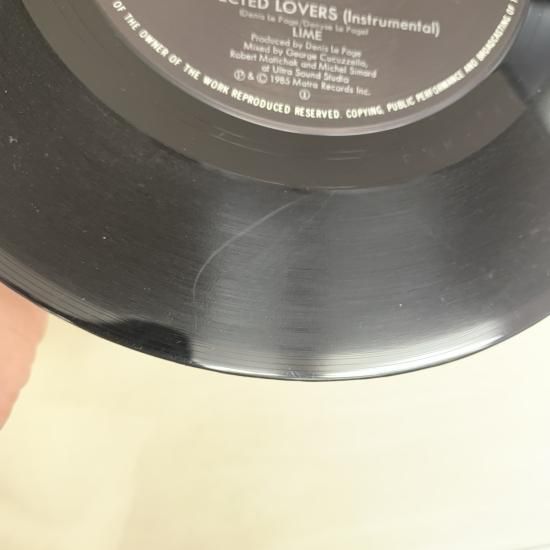 ECTED LOVERS (Instrumental)
(Denis Le Page/Denyse Le Page)
LIME
Produced by Denis Le Page
Mixed by George Cucuzzella,
Robert Matichak and Michel Simard
at Ultra Sound Studio
Ⓟ & © 1985 Matra Records Inc.
OF THE OWNER OF THE WORK REPRODUCED RESERVED. COPYING, PUBLIC PERFORMANCE AND BROADCASTING OF